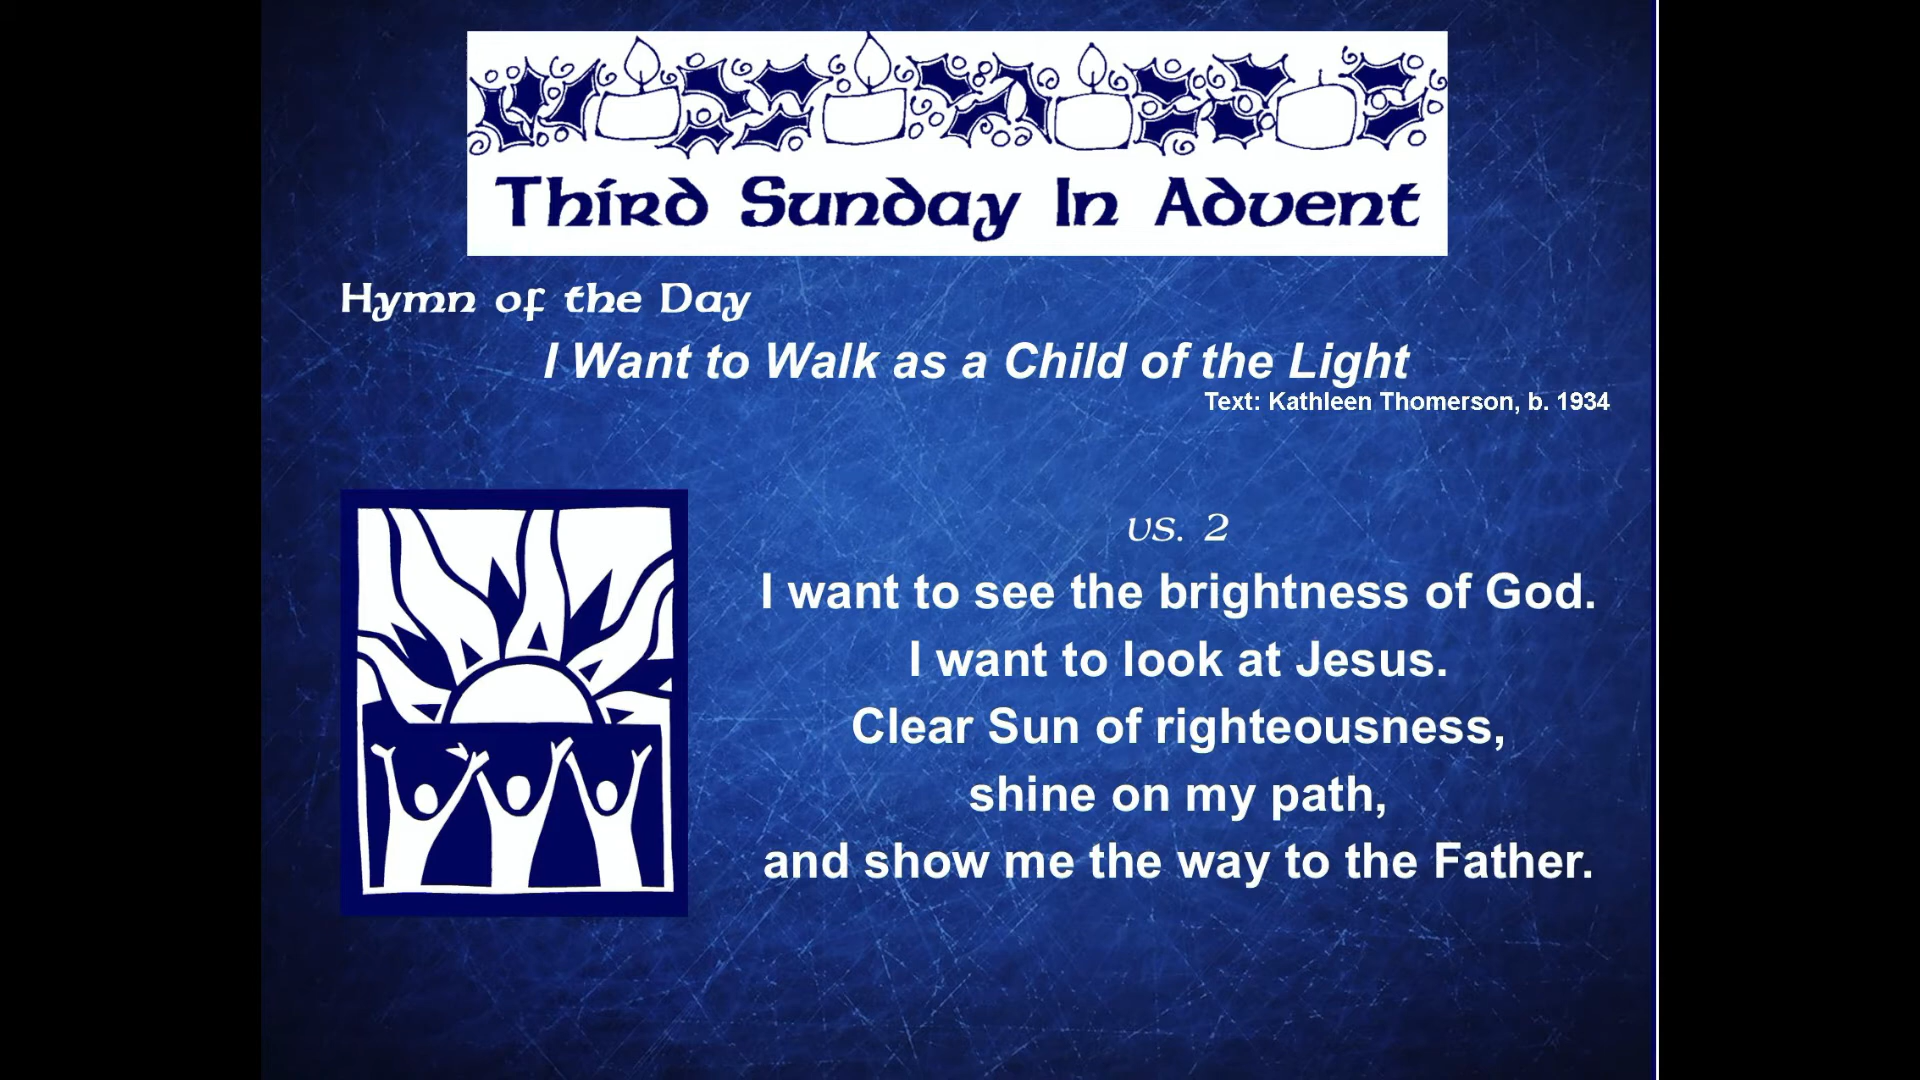 Third Sunday In Advent
Hymn of the Day
I Want to Walk as a Child of the Light
Text: Kathleen Thomerson, b. 1934
vs. 2
I want to see the brightness of God.
I want to look at Jesus.
Clear Sun of righteousness,
shine on my path,
and show me the way to the Father.